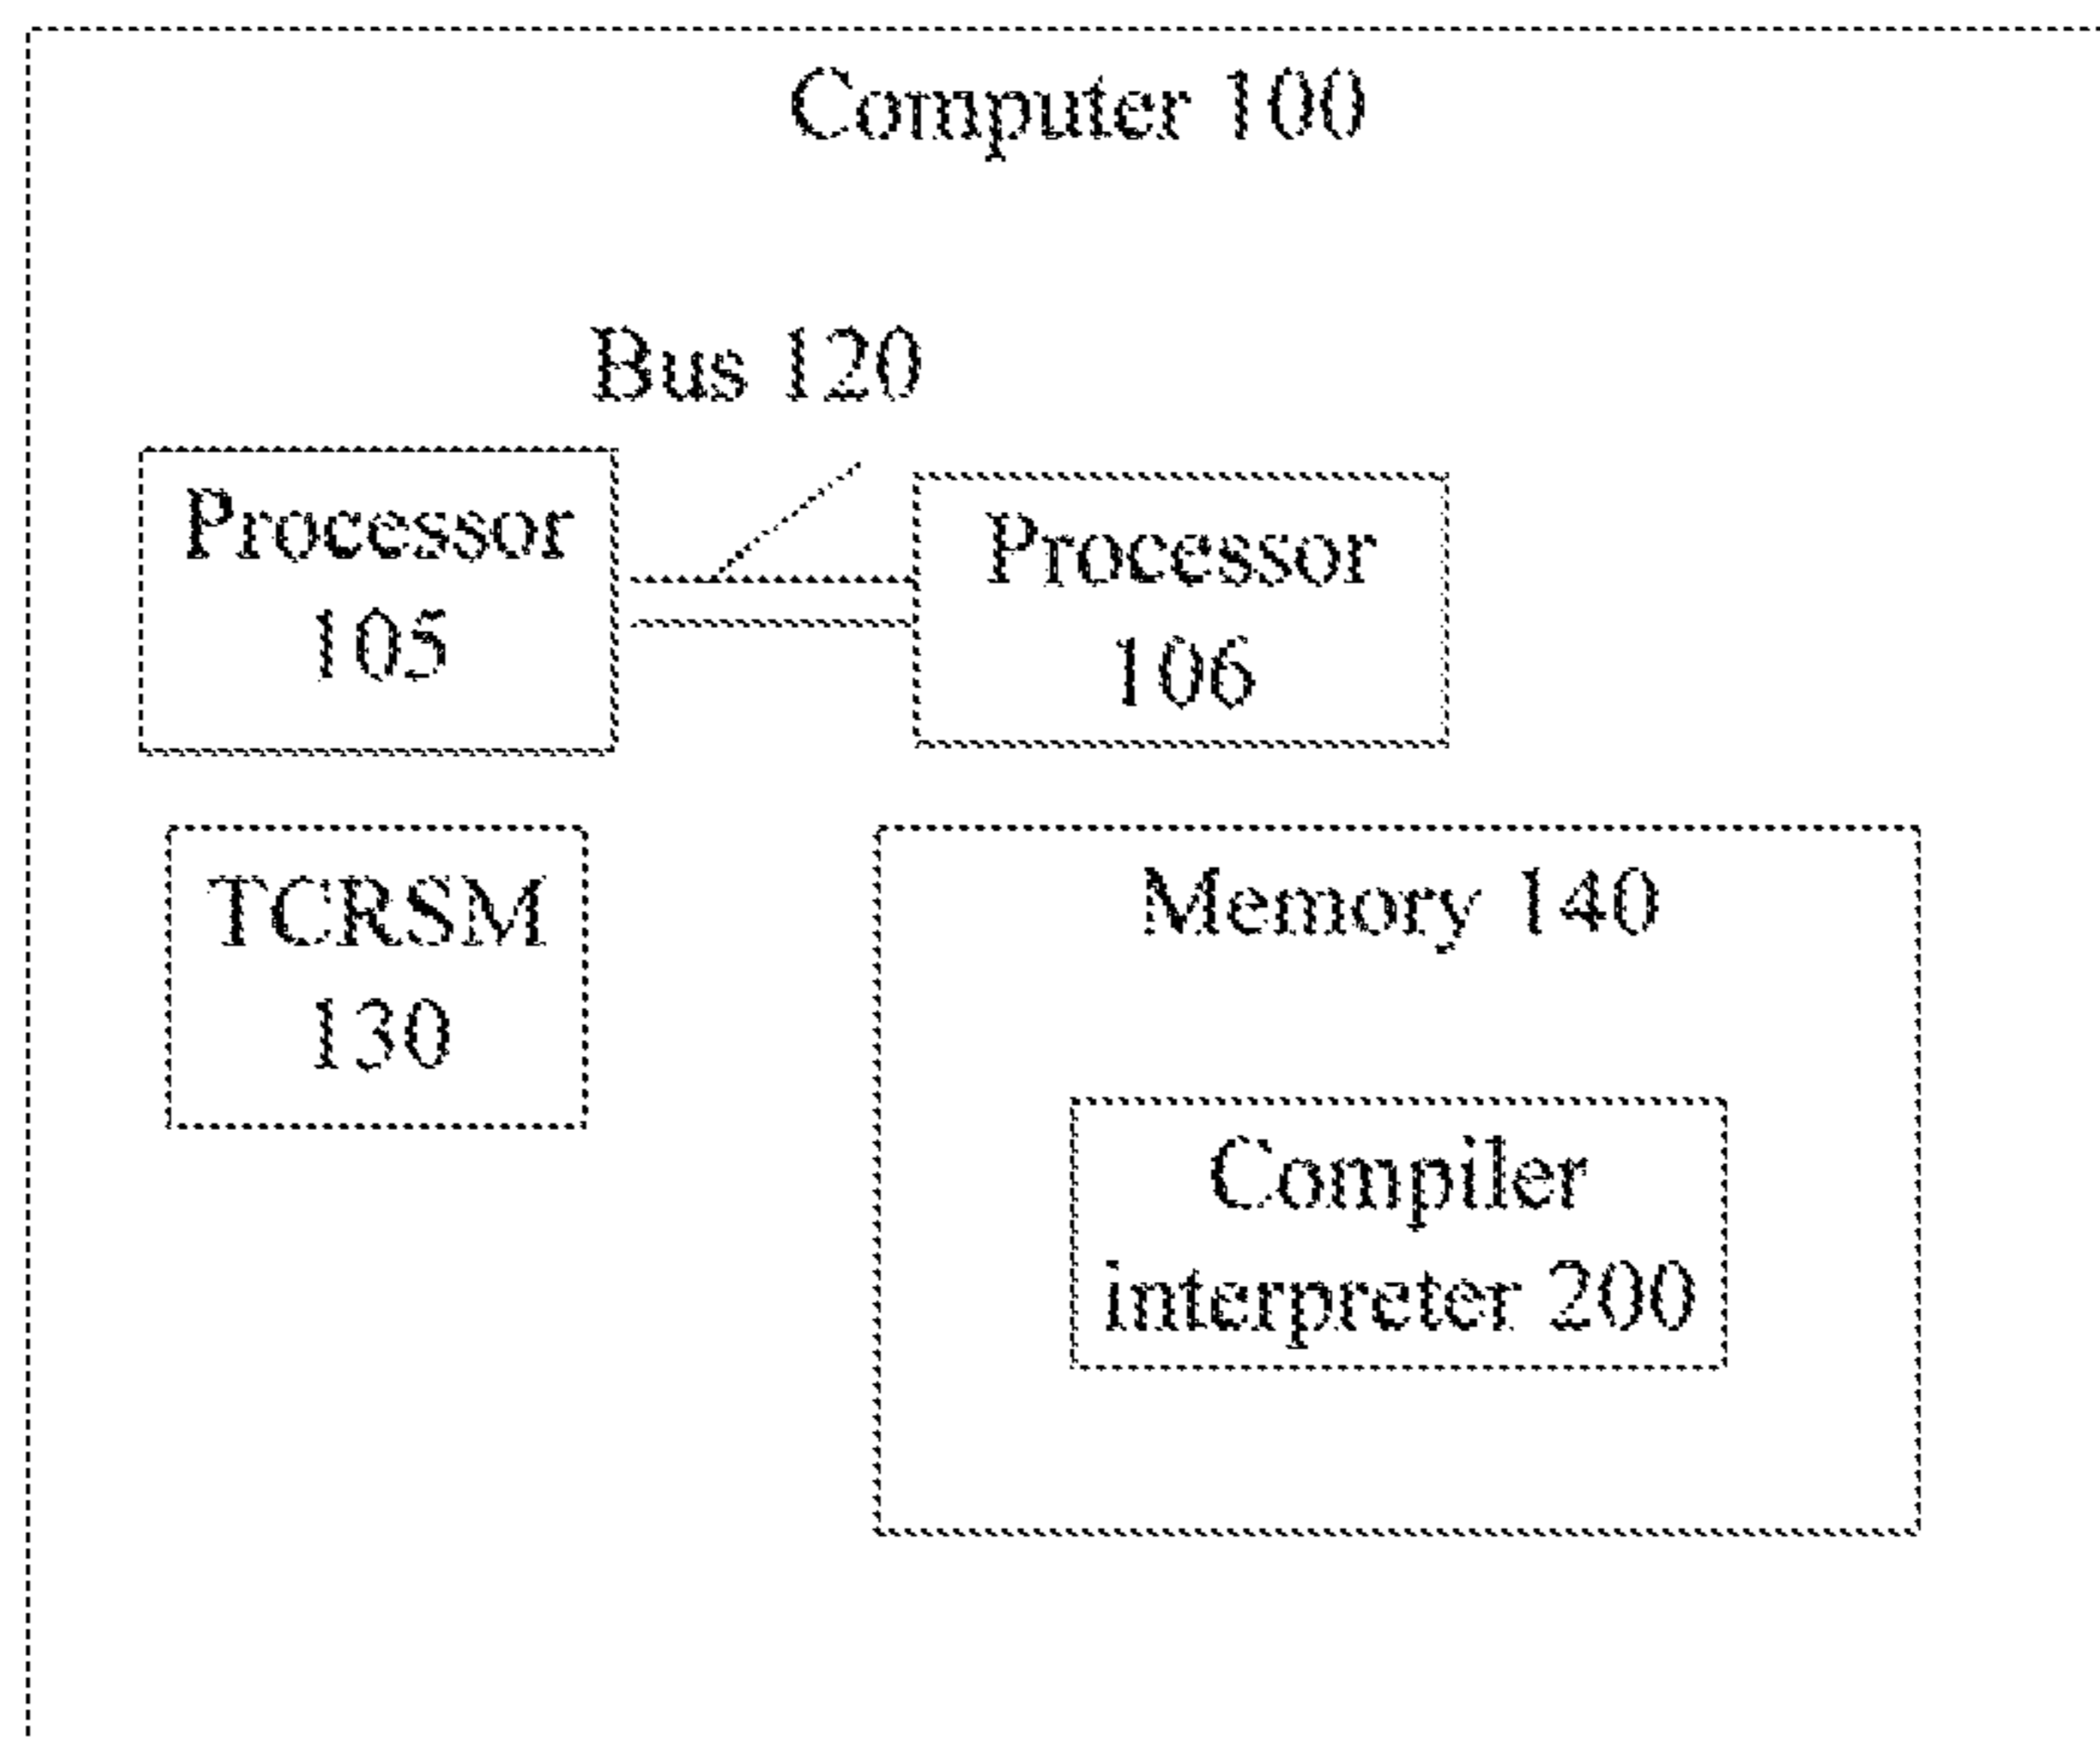 Computer 100
Bus 120
Processor
105
Processor
106
TCRSM
130
Memory 140
Compiler
interpreter 200